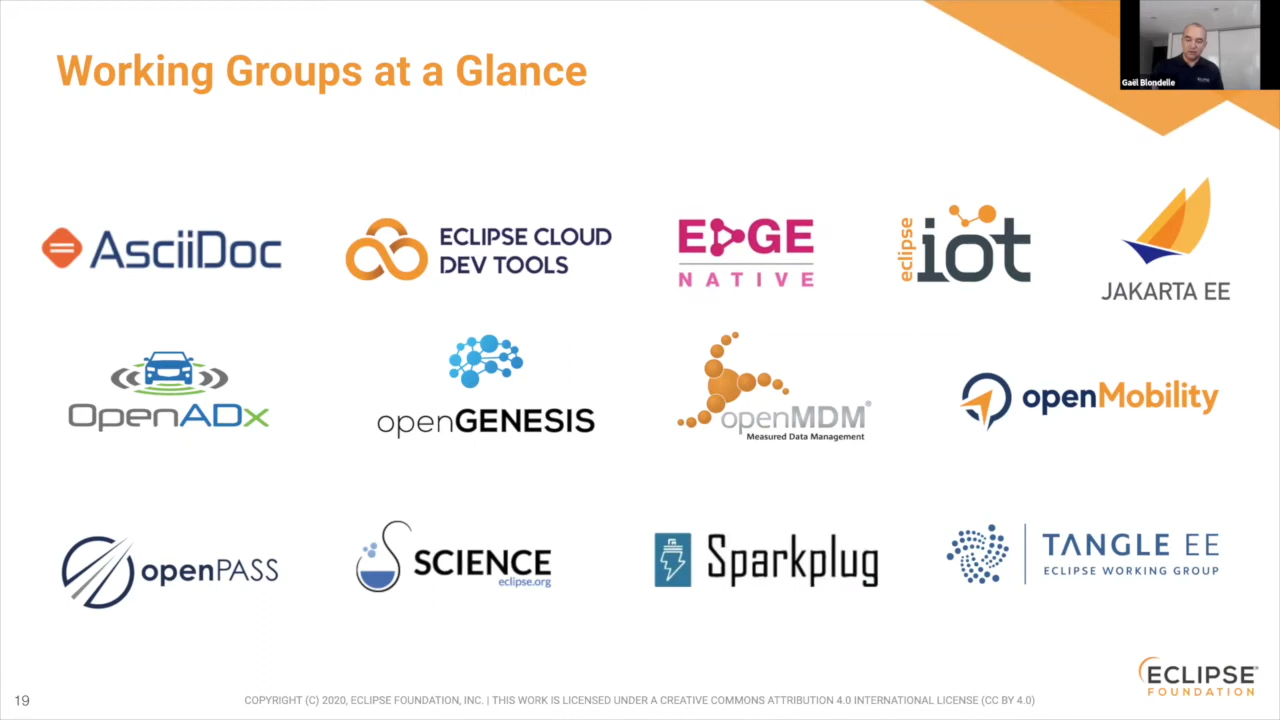 Working Groups at a Glance
Gaël Blondelle
ECLIPSE
AsciiDoc
ECLIPSE CLOUD
DEV TOOLS
EDGE
NATIVE
eclipse
iot
JAKARTA EE
OpenADx
openGENESIS
openMDM®
Measured Data Management
openMobility
openPASS
SCIENCE
eclipse.org
Sparkplug
TANGLE EE
ECLIPSE WORKING GROUP
ECLIPSE®
FOUNDATION
19
COPYRIGHT (C) 2020, ECLIPSE FOUNDATION, INC. | THIS WORK IS LICENSED UNDER A CREATIVE COMMONS ATTRIBUTION 4.0 INTERNATIONAL LICENSE (CC BY 4.0)